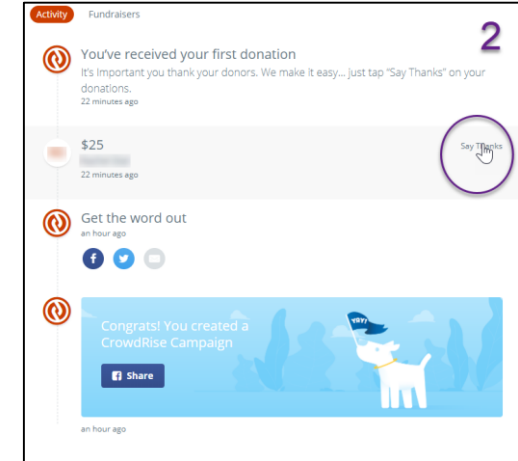 Activity Fundraisers
2
You've received your first donation
It's Important you thank your donors. We make it easy... just tap "Say Thanks" on your
donations.
22 minutes ago
$25
Say Thanks
22 minutes ago
Get the word out
an hour ago
f
YAY!
Congrats! You created a
CrowdRise Campaign
f Share
an hour ago